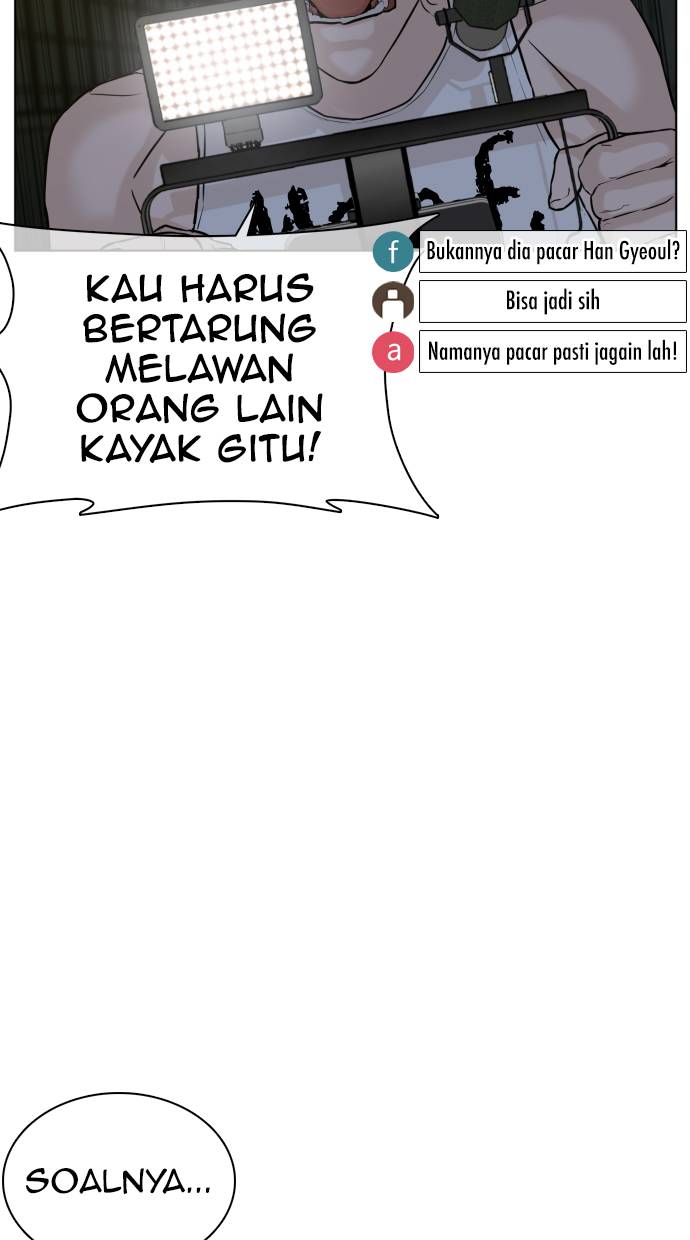 f
Bukannya dia pacar Han Gyeoul?
Bisa jadi sih
a
Namanya pacar pasti jagain lah!
KAU HARUS
BERTARUNG
MELAWAN
ORANG LAIN
KAYAK GITU!
SOALNYA...